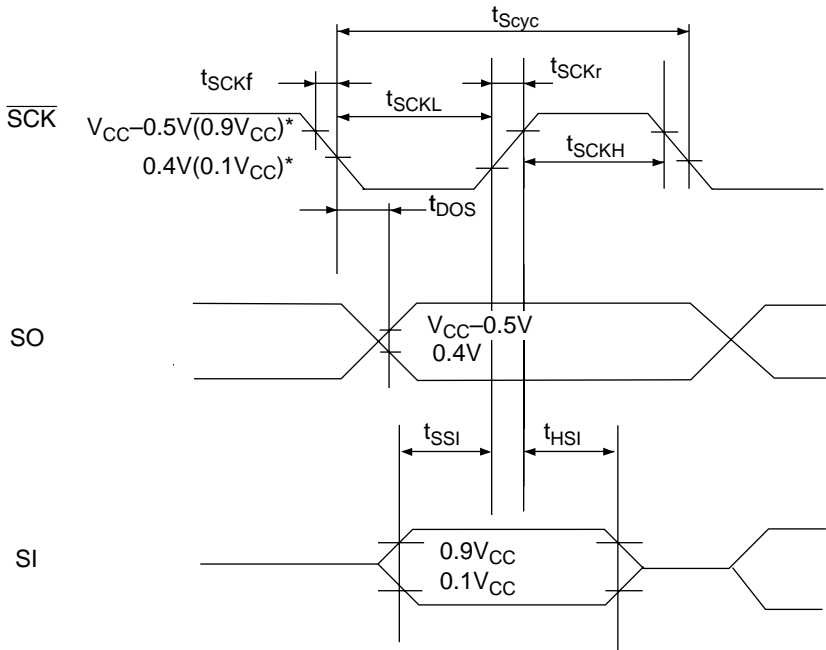 tScyc
tSCKf
tSCKr
SCK
VCC–0.5V(0.9VCC)*
tSCKL
0.4V(0.1VCC)*
tSCKH
tDOS
SO
VCC–0.5V
0.4V
tSSI
tHSI
SI
0.9VCC
0.1VCC